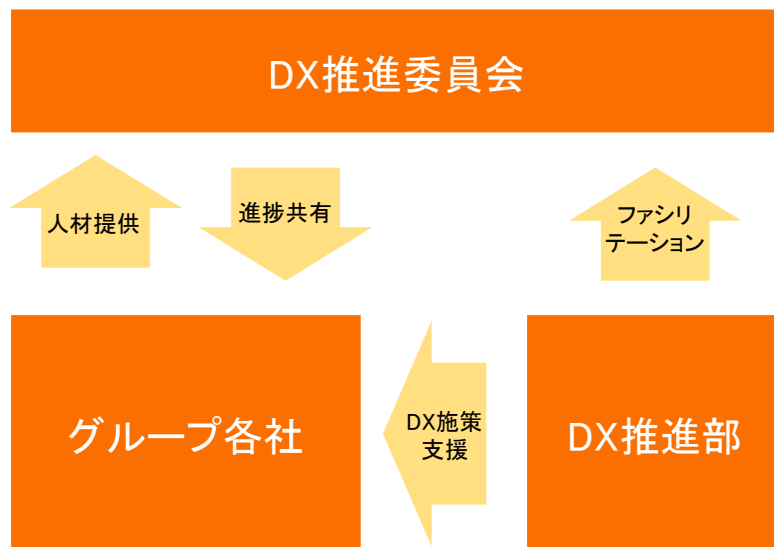 DX推進委員会
人材提供
進捗共有
ファシリ
テーション
グループ各社
DX施策
支援
DX推進部